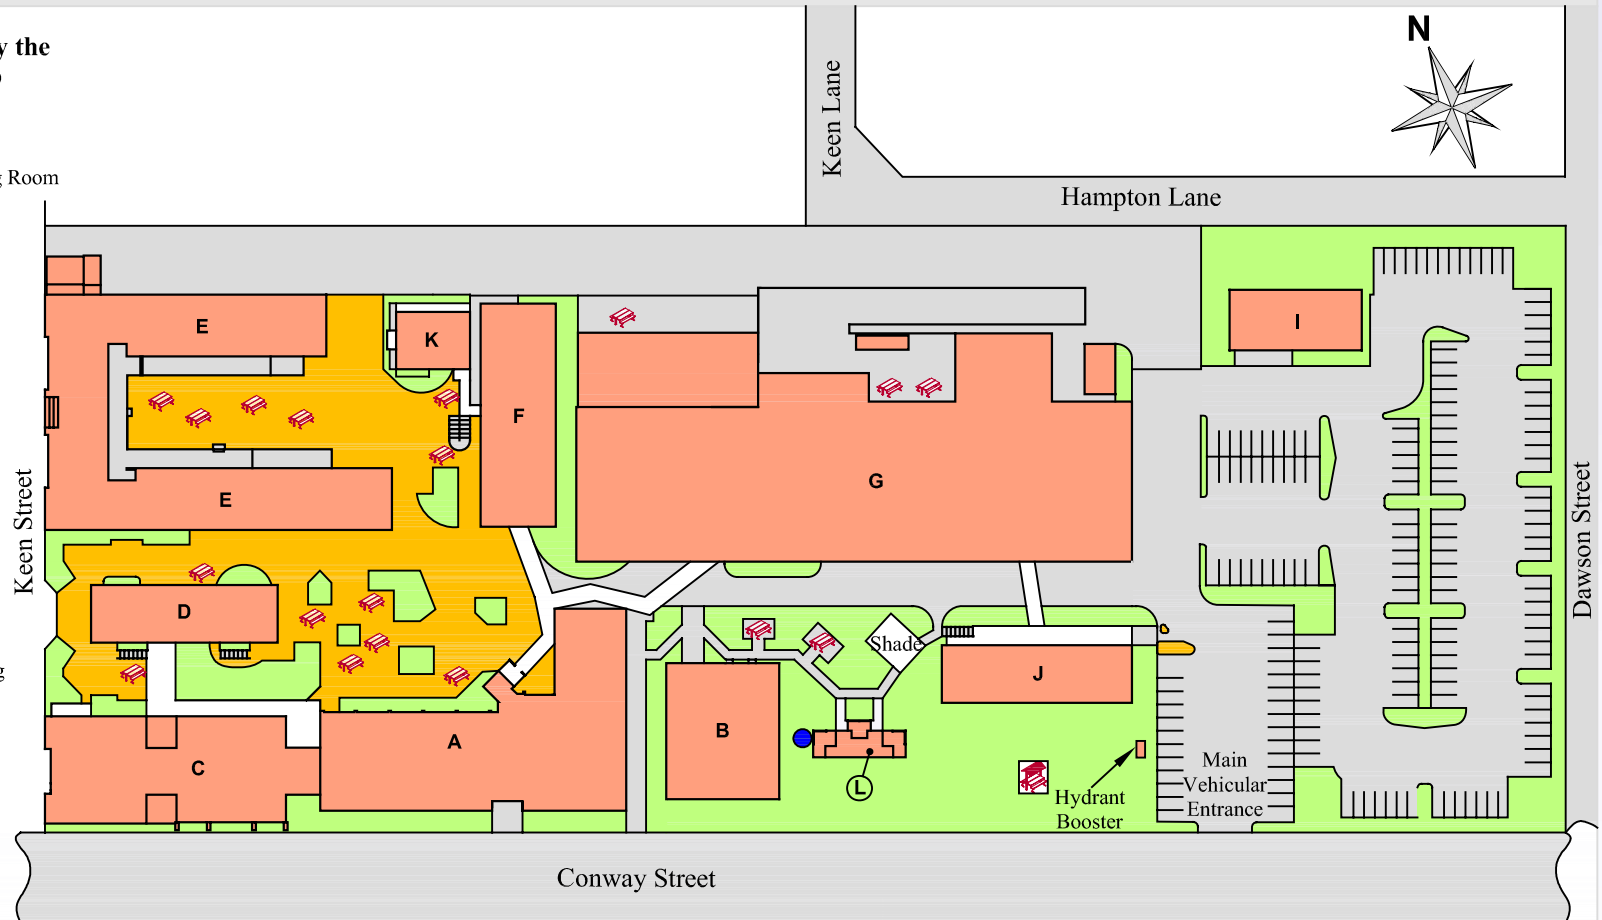 y the
N
Keen Lane
g Room
Hampton Lane
E
K
I
F
G
E
Keen Street
Dawson Street
D
Shade
J
B
A
C
L
Main
Vehicular
Entrance
Hydrant
Booster
Conway Street